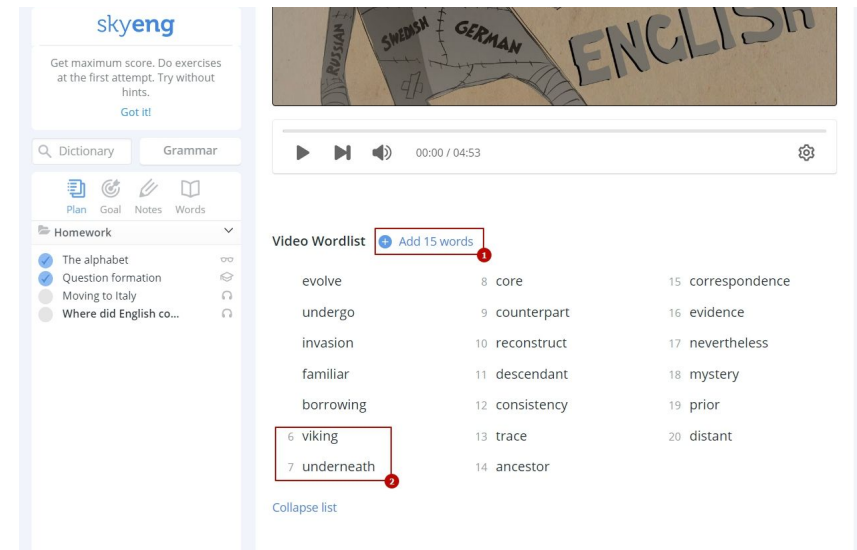 skyeng
Get maximum score. Do exercises
at the first attempt. Try without
hints.
Got it!
Dictionary
Grammar
Plan Goal Notes Words
Homework
The alphabet
Question formation
Moving to Italy
Where did English co...
RUSSIAN
SWEDISH
GERMAN
ENGLISH
00:00 / 04:53
Video Wordlist Add 15 words
1
evolve
undergo
invasion
familiar
borrowing
6 viking
7 underneath
2
8 core
9 counterpart
10 reconstruct
11 descendant
12 consistency
13 trace
14 ancestor
15 correspondence
16 evidence
17 nevertheless
18 mystery
19 prior
20 distant
Collapse list